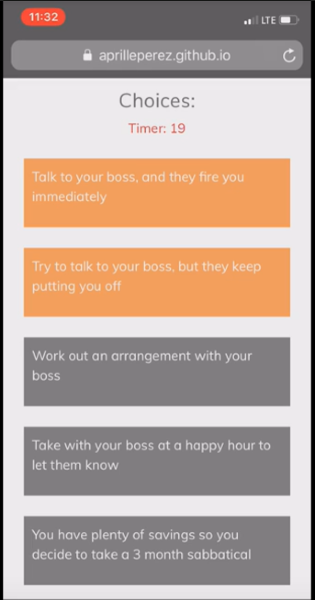 11:32
LTE
aprilleperez.github.io
Choices:
Timer: 19
Talk to your boss, and they fire you
immediately
Try to talk to your boss, but they keep
putting you off
Work out an arrangement with your
boss
Take with your boss at a happy hour to
let them know
You have plenty of savings so you
decide to take a 3 month sabbatical